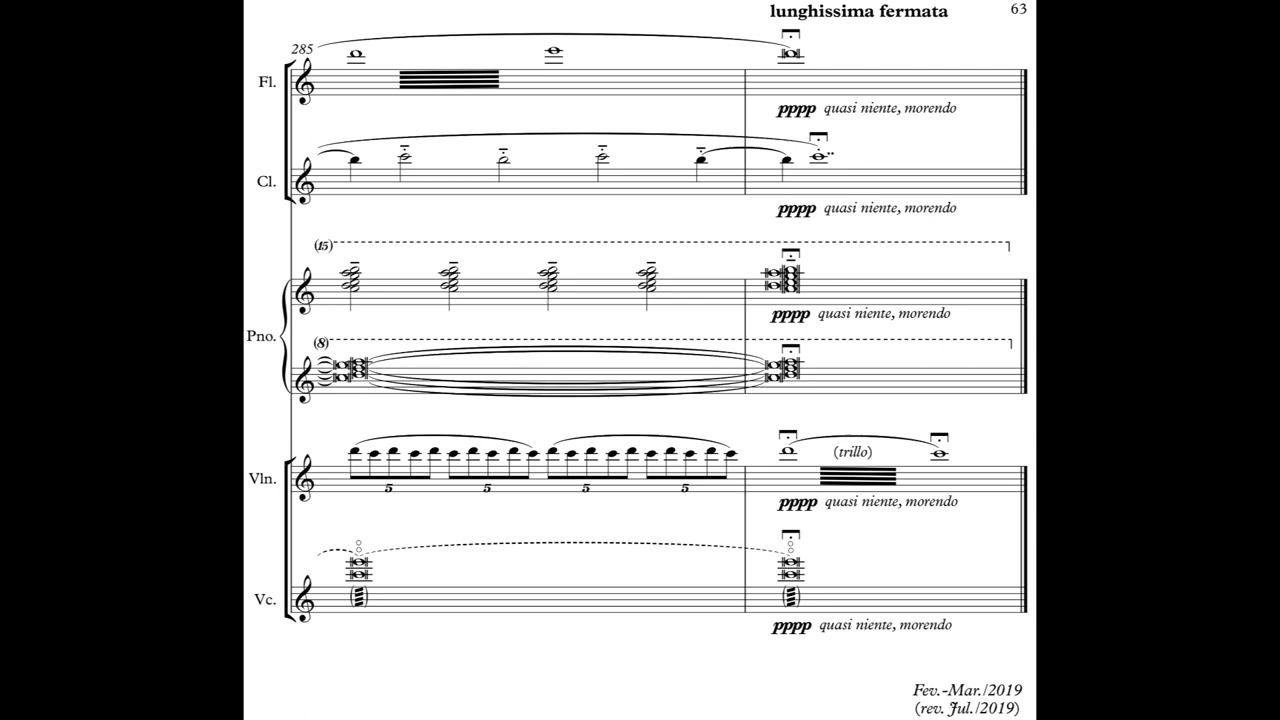 lunghissima fermata
63
285
Fl.
pppp quasi niente, morendo
Cl.
pppp quasi niente, morendo
(15)
pppp quasi niente, morendo
Pno.
(8)
(trillo)
Vln.
5 5 5 5
pppp quasi niente, morendo
Vc.
pppp quasi niente, morendo
Fev.-Mar./2019
(rev. Jul./2019)